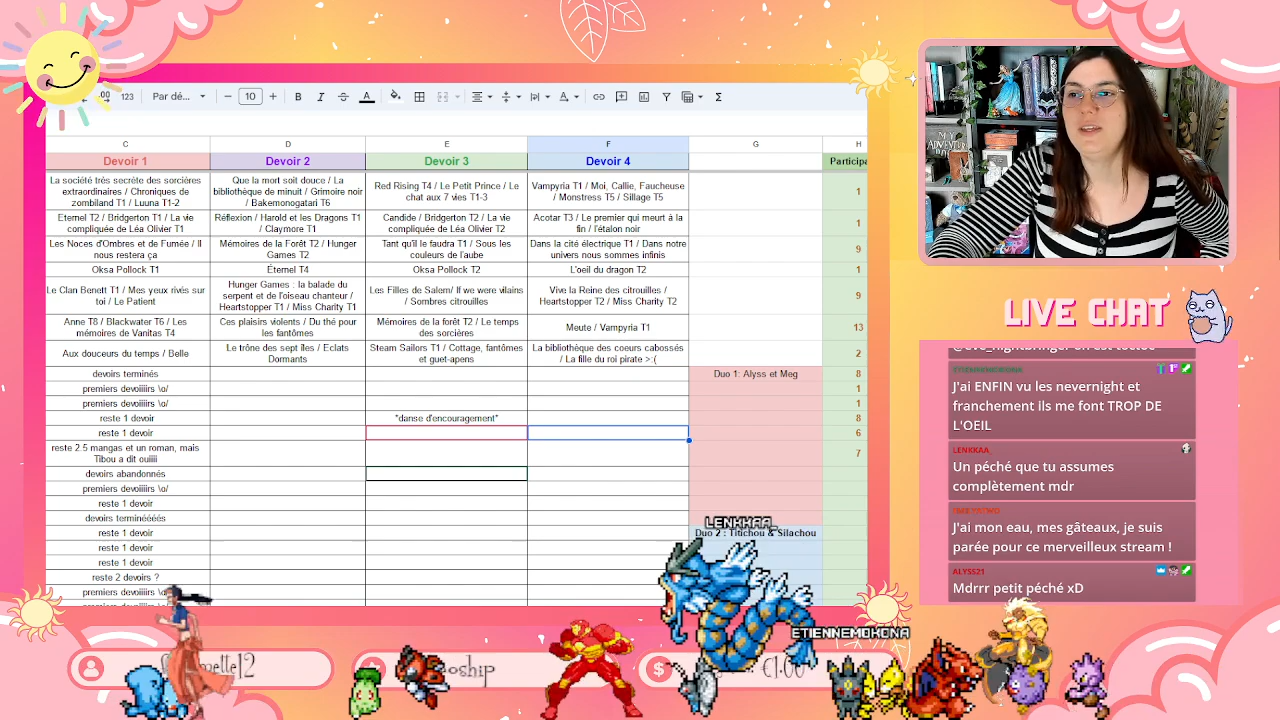 .00 123 Par dé... − 10 + B I A Σ
C D E F G H
Devoir 1 Devoir 2 Devoir 3 Devoir 4 Participa
La société très secrète des sorcières
extraordinaires / Chroniques de
zombiland T1 / Luuna T1-2
Que la mort soit douce / La
bibliothèque de minuit / Grimoire noir
/ Bakemonogatari T6
Red Rising T4 / Le Petit Prince / Le
chat aux 7 vies T1-3
Vampyria T1 / Moi, Callie, Faucheuse
/ Monstress T5 / Sillage T5
1
Eternel T2 / Bridgerton T1 / La vie
compliquée de Léa Olivier T1
Réflexion / Harold et les Dragons T1
/ Claymore T1
Candide / Bridgerton T2 / La vie
compliquée de Léa Olivier T2
Acotar T3 / Le premier qui meurt à la
fin / l'étalon noir
1
Les Noces d'Ombres et de Fumée / Il
nous restera ça
Mémoires de la Forêt T2 / Hunger
Games T2
Tant qu'il le faudra T1 / Sous les
couleurs de l'aube
Dans la cité électrique T1 / Dans notre
univers nous sommes infinis
9
Oksa Pollock T1
Éternel T4
Oksa Pollock T2
L'oeil du dragon T2
1
Le Clan Benett T1 / Mes yeux rivés sur
toi / Le Patient
Hunger Games : la balade du
serpent et de l'oiseau chanteur /
Heartstopper T1 / Miss Charity T1
Les Filles de Salem/ If we were vilains
/ Sombres citrouilles
Vive la Reine des citrouilles /
Heartstopper T2 / Miss Charity T2
9
Anne T8 / Blackwater T6 / Les
mémoires de Vanitas T4
Ces plaisirs violents / Du thé pour
les fantômes
Mémoires de la forêt T2 / Le temps
des sorcières
Meute / Vampyria T1
13
Aux douceurs du temps / Belle
Le trône des sept îles / Eclats
Dormants
Steam Sailors T1 / Cottage, fantômes
et guet-apens
La bibliothèque des coeurs cabossés
/ La fille du roi pirate >:(
2
devoirs terminés Duo 1: Alyss et Meg 8
premiers devoiiiirs \o/ 1
premiers devoiiiirs \o/ 1
reste 1 devoir *danse d'encouragement* 8
reste 1 devoir 6
reste 2.5 mangas et un roman, mais
Tibou a dit ouiiii
7
devoirs abandonnés
premiers devoiiiirs \o/
reste 1 devoir
devoirs terminéééés
reste 1 devoir Duo 2 : Titichou & Silachou
reste 1 devoir
reste 1 devoir
reste 2 devoirs ?
MY
ADVENTURE
LIVE CHAT
J'ai ENFIN vu les nevernight et
franchement ils me font TROP DE
L'OEIL
LENKKAA_
Un péché que tu assumes
complètement mdr
J'ai mon eau, mes gâteaux, je suis
parée pour ce merveilleux stream !
ALYSS21
Mdrrr petit péché xD
LENKKAA_
ETIENNEMOKONA
€1.00